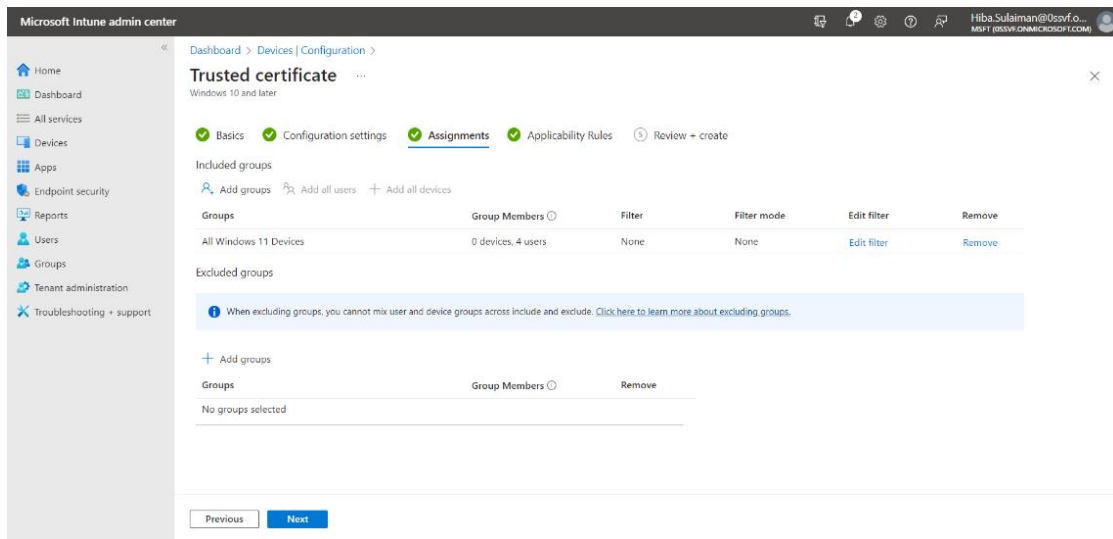 Microsoft Intune admin center
2
Hiba.Sulaiman@0ssvf.o...
MSFT (0SSVF.ONMICROSOFT.COM)
«
Home
Dashboard
All services
Devices
Apps
Endpoint security
Reports
Users
Groups
Tenant administration
Troubleshooting + support
Dashboard > Devices | Configuration >
Trusted certificate ...
Windows 10 and later
Basics Configuration settings Assignments Applicability Rules 5 Review + create
Included groups
Add groups Add all users + Add all devices
Groups Group Members Filter Filter mode Edit filter Remove
All Windows 11 Devices 0 devices, 4 users None None Edit filter Remove
Excluded groups
When excluding groups, you cannot mix user and device groups across include and exclude. Click here to learn more about excluding groups.
+ Add groups
Groups Group Members Remove
No groups selected
Previous Next